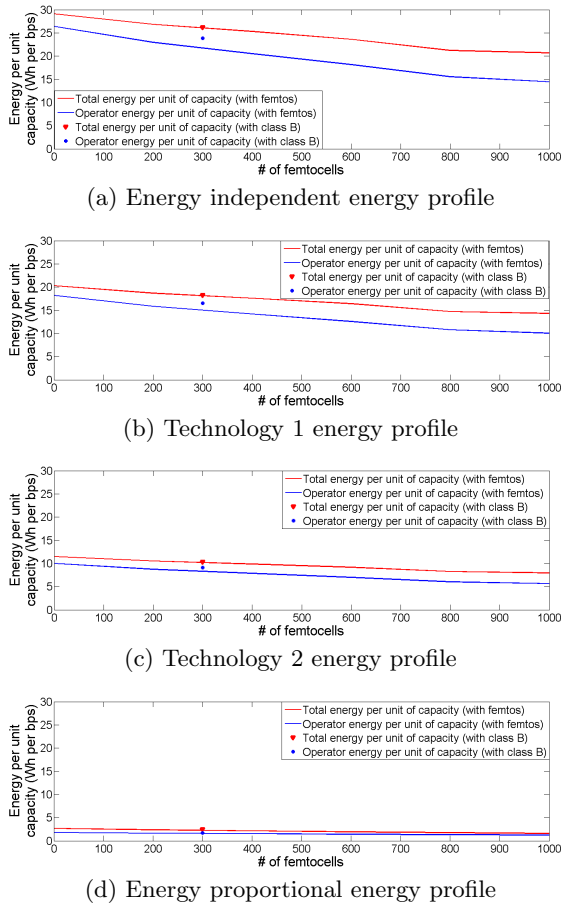 30
25
20
15
10
5
0
Energy per unit
capacity (Wh per bps)
Total energy per unit of capacity (with femtos)
Operator energy per unit of capacity (with femtos)
Total energy per unit of capacity (with class B)
Operator energy per unit of capacity (with class B)
0 100 200 300 400 500 600 700 800 900 1000
# of femtocells
(a) Energy independent energy profile
30
25
20
15
10
5
0
Energy per unit
capacity (Wh per bps)
Total energy per unit of capacity (with femtos)
Operator energy per unit of capacity (with femtos)
Total energy per unit of capacity (with class B)
Operator energy per unit of capacity (with class B)
0 100 200 300 400 500 600 700 800 900 1000
# of femtocells
(b) Technology 1 energy profile
30
25
20
15
10
5
0
Energy per unit
capacity (Wh per bps)
Total energy per unit of capacity (with femtos)
Operator energy per unit of capacity (with femtos)
Total energy per unit of capacity (with class B)
Operator energy per unit of capacity (with class B)
0 100 200 300 400 500 600 700 800 900 1000
# of femtocells
(c) Technology 2 energy profile
30
25
20
15
10
5
0
Energy per unit
capacity (Wh per bps)
Total energy per unit of capacity (with femtos)
Operator energy per unit of capacity (with femtos)
Total energy per unit of capacity (with class B)
Operator energy per unit of capacity (with class B)
0 100 200 300 400 500 600 700 800 900 1000
# of femtocells
(d) Energy proportional energy profile